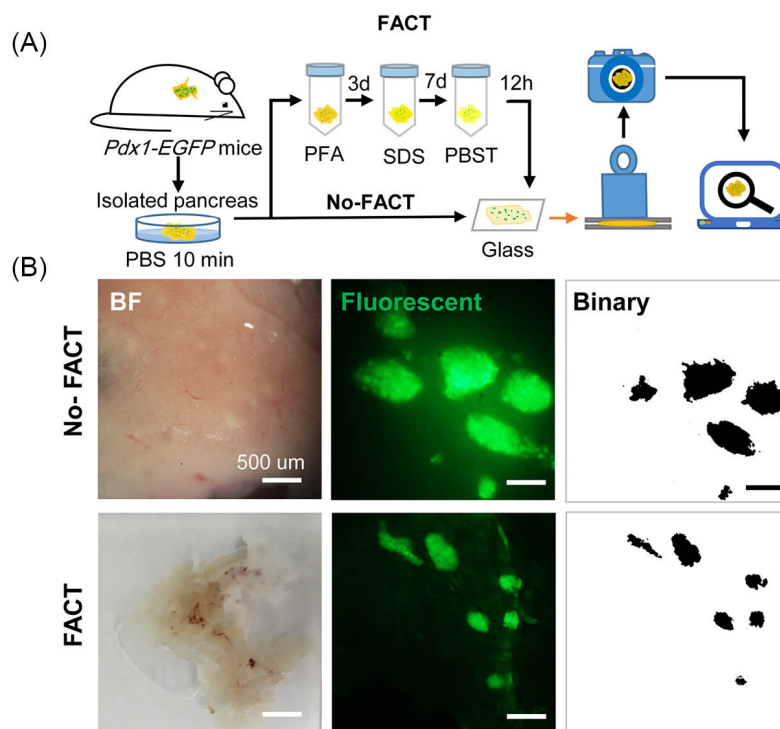 FACT
(A)
3d
7d
12h
Pdx1-EGFP mice
PFA
SDS
PBST
Isolated pancreas
No-FACT
Glass
PBS 10 min
(B)
BF
Fluorescent
Binary
No- FACT
500 um
FACT